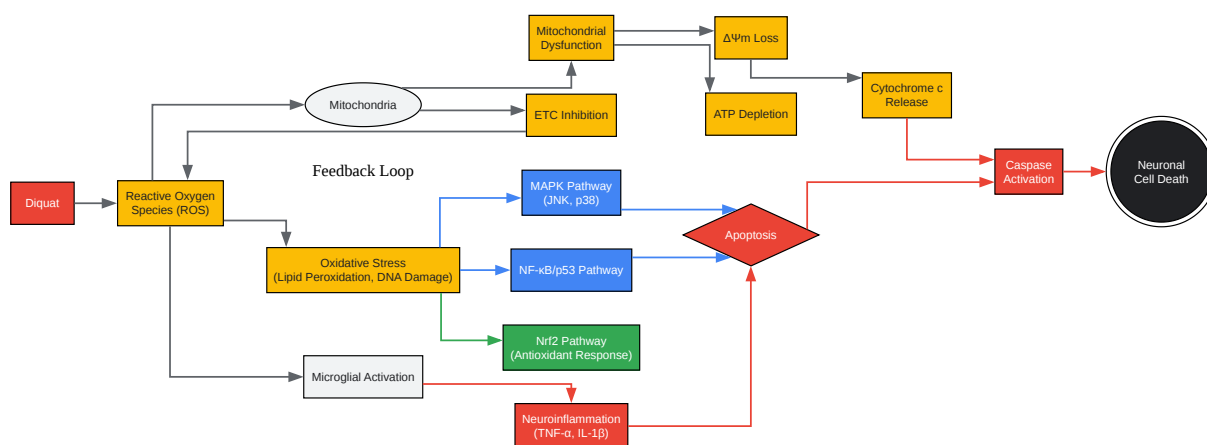 Mitochondrial
Dysfunction
ΔΨm Loss
Cytochrome c
Release
Mitochondria
ETC Inhibition
ATP Depletion
Feedback Loop
Diquat
Reactive Oxygen
Species (ROS)
MAPK Pathway
(JNK, p38)
Caspase
Activation
Neuronal
Cell Death
Apoptosis
Oxidative Stress
(Lipid Peroxidation, DNA Damage)
NF-κB/p53 Pathway
Nrf2 Pathway
(Antioxidant Response)
Microglial Activation
Neuroinflammation
(TNF-α, IL-1β)